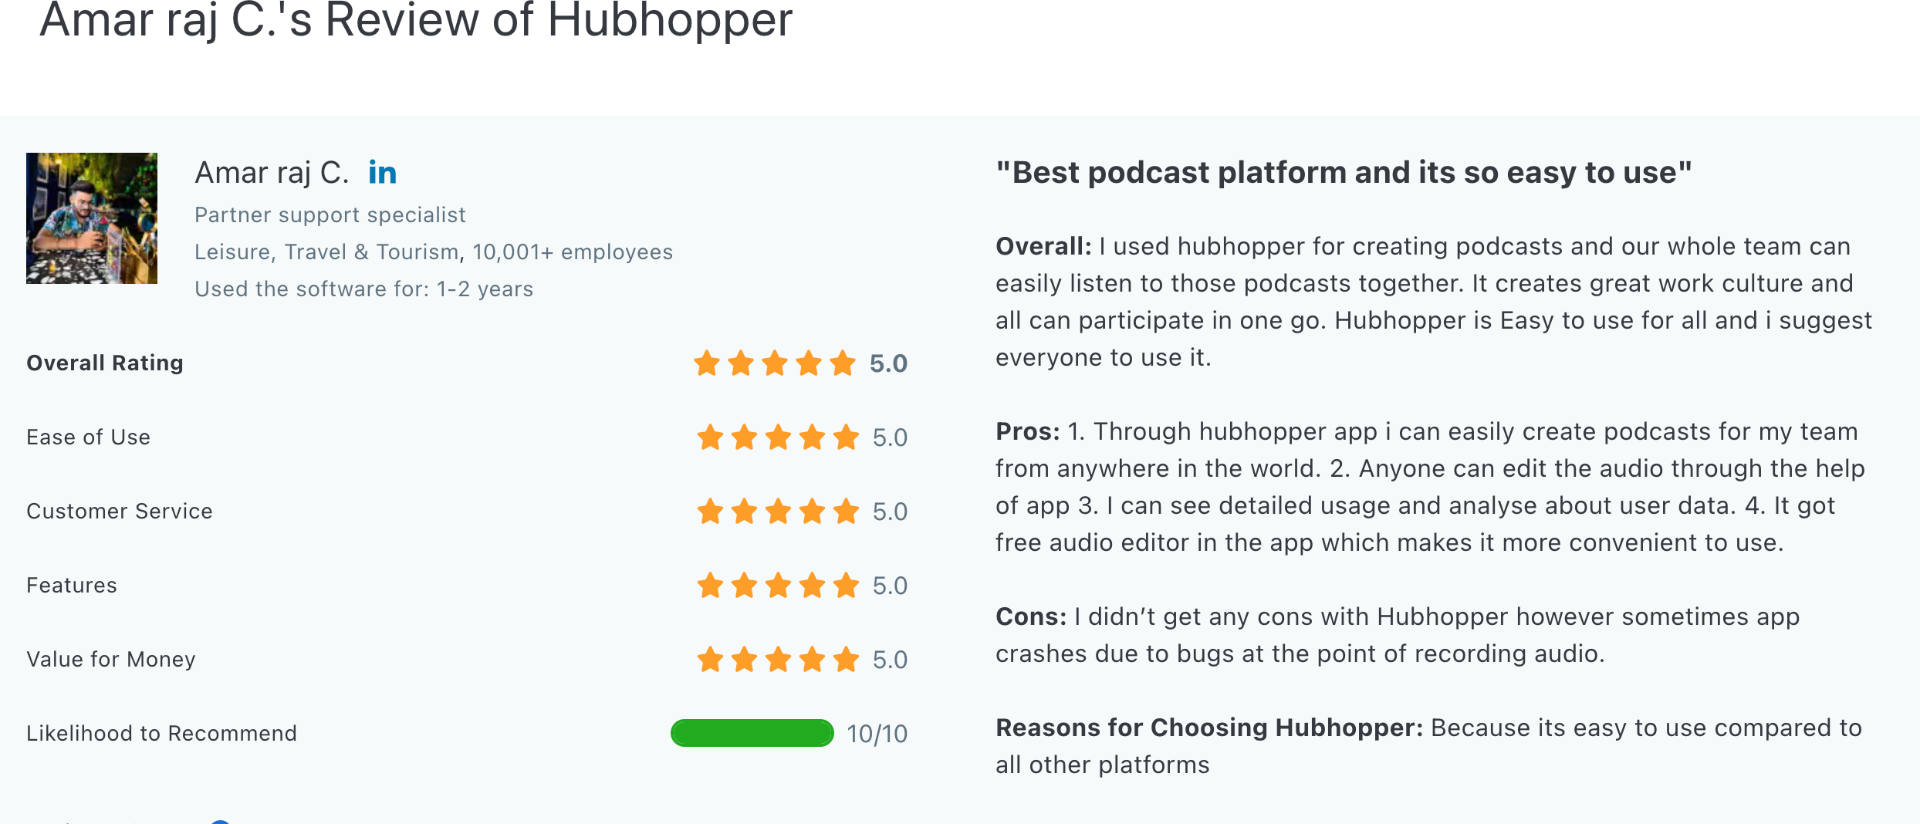 Amar raj C.'s Review of Hubhopper
Amar raj C. in
Partner support specialist
Leisure, Travel & Tourism, 10,001+ employees
Used the software for: 1-2 years
Overall Rating 5.0
Ease of Use 5.0
Customer Service 5.0
Features 5.0
Value for Money 5.0
Likelihood to Recommend 10/10
"Best podcast platform and its so easy to use"
Overall: I used hubhopper for creating podcasts and our whole team can
easily listen to those podcasts together. It creates great work culture and
all can participate in one go. Hubhopper is Easy to use for all and i suggest
everyone to use it.
Pros: 1. Through hubhopper app i can easily create podcasts for my team
from anywhere in the world. 2. Anyone can edit the audio through the help
of app 3. I can see detailed usage and analyse about user data. 4. It got
free audio editor in the app which makes it more convenient to use.
Cons: I didn’t get any cons with Hubhopper however sometimes app
crashes due to bugs at the point of recording audio.
Reasons for Choosing Hubhopper: Because its easy to use compared to
all other platforms